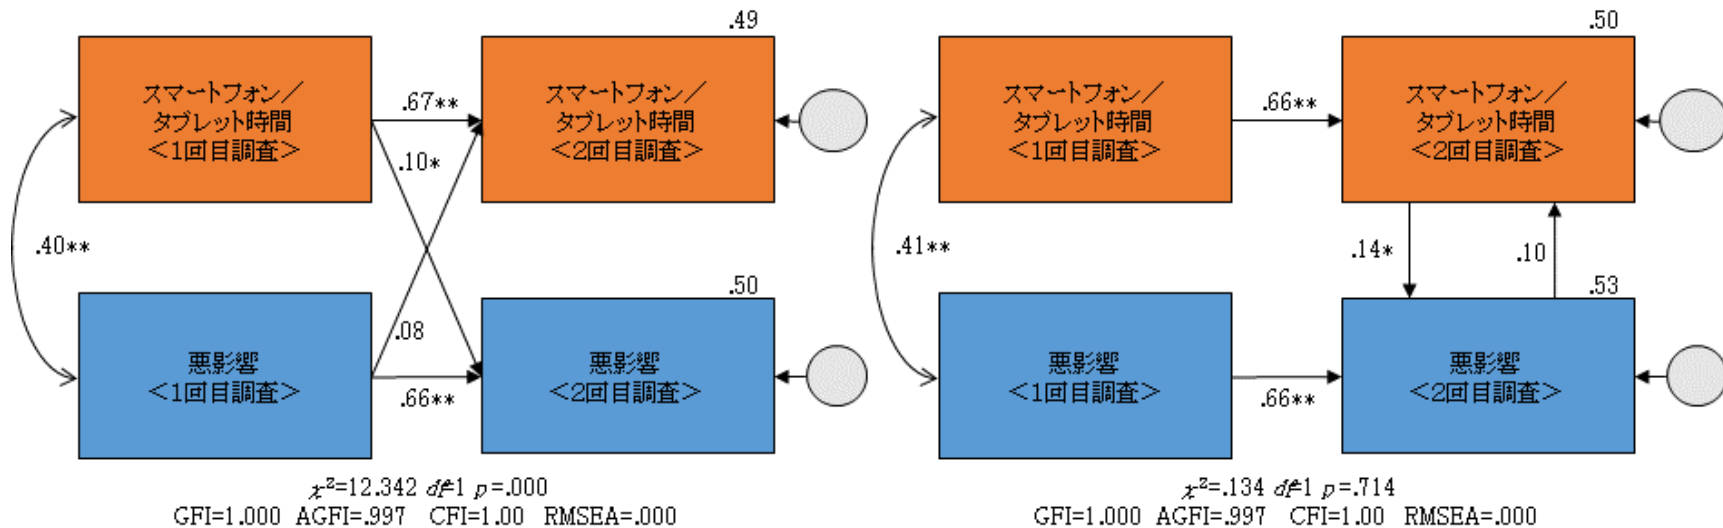 .49
スマートフォン／
タブレット時間
＜1回目調査＞
.67**
スマートフォン／
タブレット時間
＜2回目調査＞
.10*
.40**
.50
悪影響
＜1回目調査＞
.08
.66**
悪影響
＜2回目調査＞
χ²=12.342 df=1 p=.000
GFI=1.000 AGFI=.997 CFI=1.00 RMSEA=.000
.50
スマートフォン／
タブレット時間
＜1回目調査＞
.66**
スマートフォン／
タブレット時間
＜2回目調査＞
.41**
.14*
.10
.53
悪影響
＜1回目調査＞
.66**
悪影響
＜2回目調査＞
χ²=.134 df=1 p=.714
GFI=1.000 AGFI=.997 CFI=1.00 RMSEA=.000